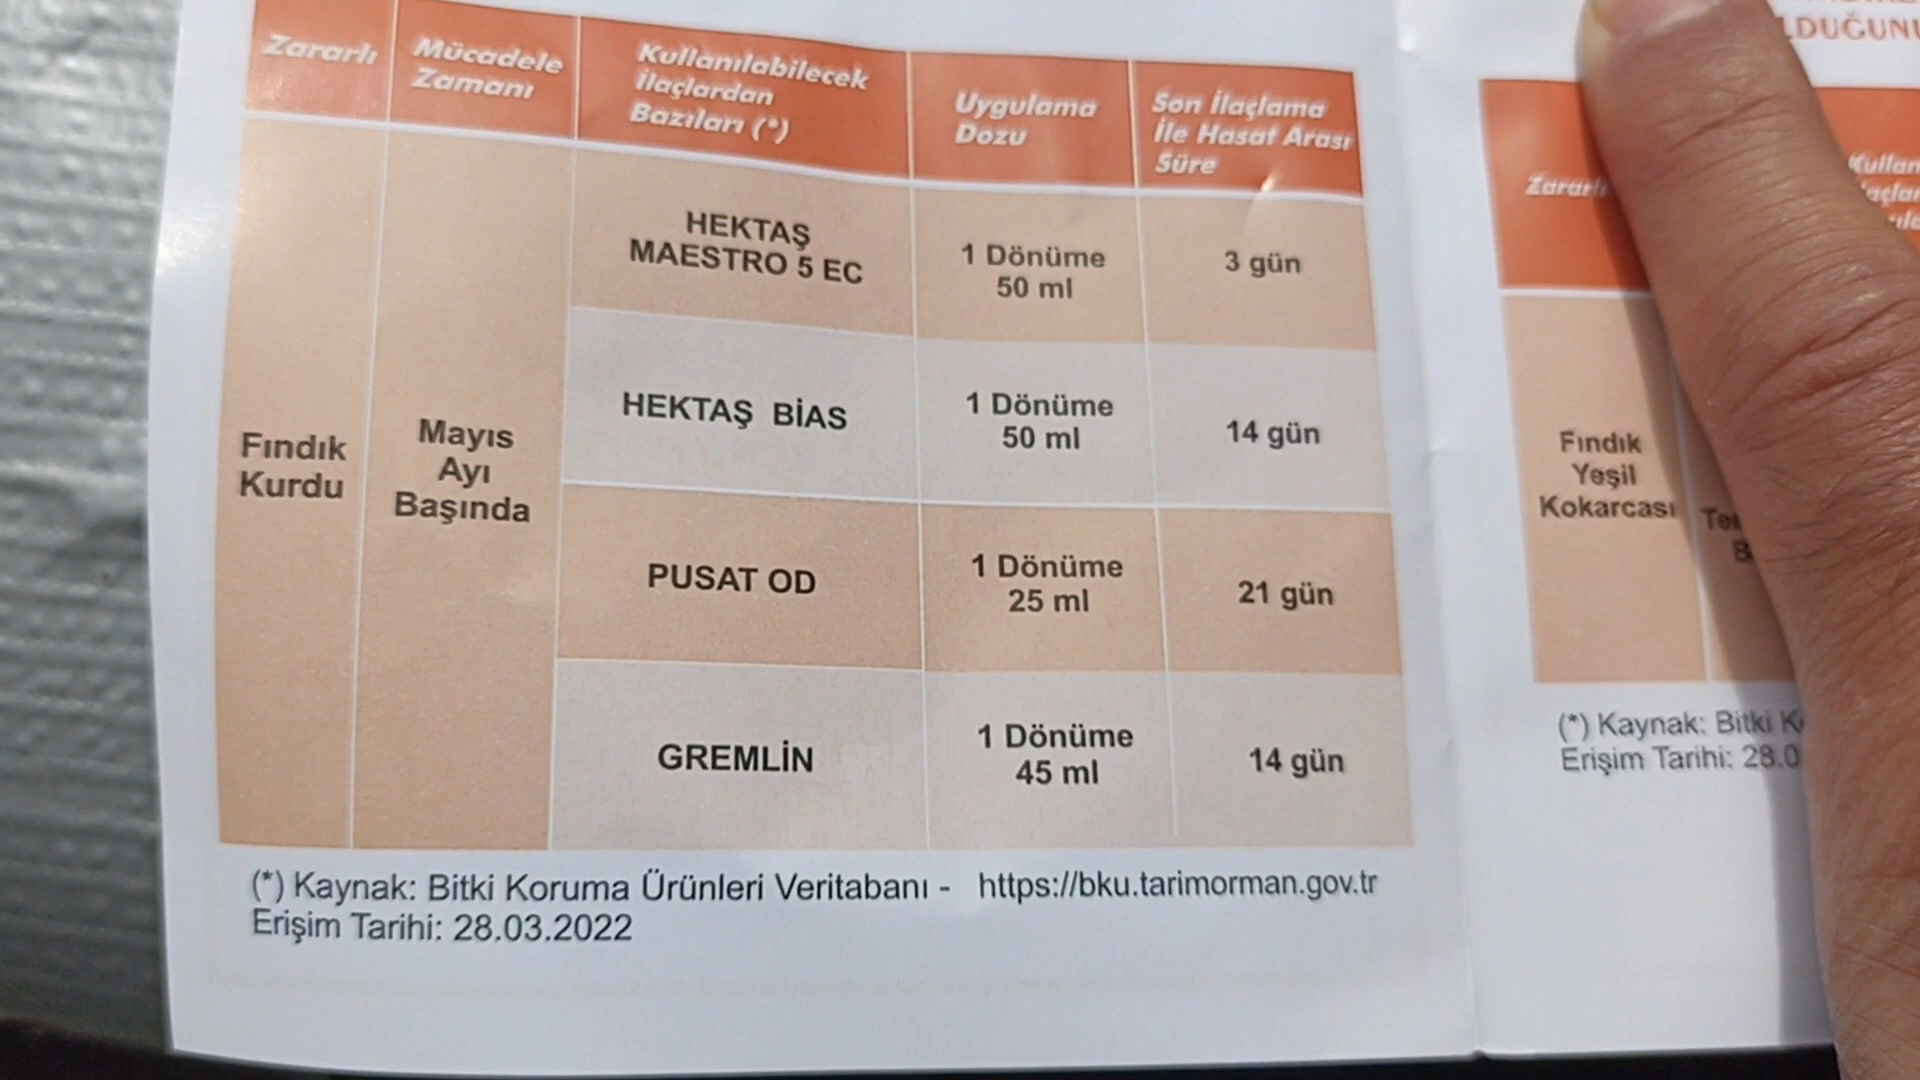 Zararlı
Mücadele
Zamanı
Kullanılabilecek
İlaçlardan
Bazıları (*)
Uygulama
Dozu
Son İlaçlama
İle Hasat Arası
Süre
Fındık
Kurdu
Mayıs
Ayı
Başında
HEKTAŞ
MAESTRO 5 EC
1 Dönüme
50 ml
3 gün
HEKTAŞ BİAS
1 Dönüme
50 ml
14 gün
PUSAT OD
1 Dönüme
25 ml
21 gün
GREMLİN
1 Dönüme
45 ml
14 gün
(*) Kaynak: Bitki Koruma Ürünleri Veritabanı - https://bku.tarimorman.gov.tr
Erişim Tarihi: 28.03.2022
Zararlı
Fındık
Yeşil
Kokarcası
(*) Kaynak: Bitki
Erişim Tarihi: